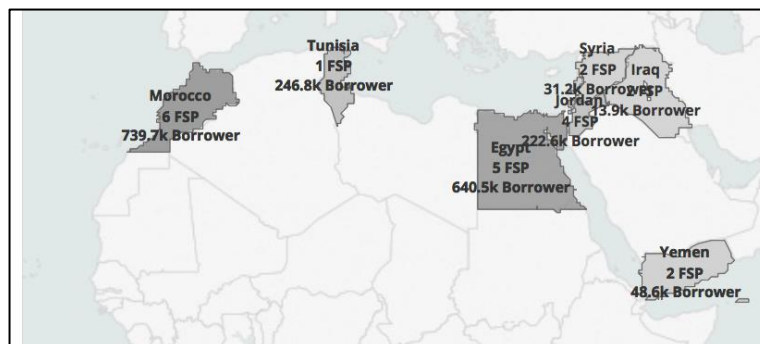 Tunisia
1 FSP
246.8k Borrower
Morocco
6 FSP
739.7k Borrower
Syria
2 FSP
31.2k Borrower
Iraq
2 FSP
13.9k Borrower
Jordan
4 FSP
222.6k Borrower
Egypt
5 FSP
640.5k Borrower
Yemen
2 FSP
48.6k Borrower